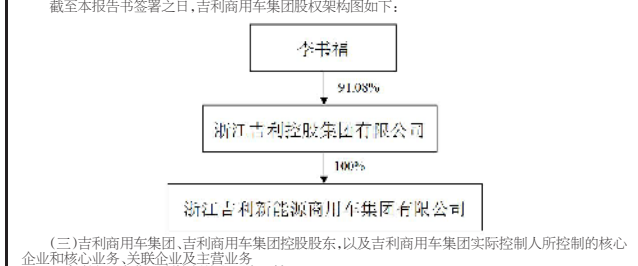 截至本报告书签署之日,吉利商用车集团股权架构图如下:
李书福
91.08%
浙江吉利控股集团有限公司
100%
浙江吉利新能源商用车集团有限公司
(三)吉利商用车集团、吉利商用车集团控股股东,以及吉利商用车集团实际控制人所控制的核心
企业和核心业务、关联企业及主营业务